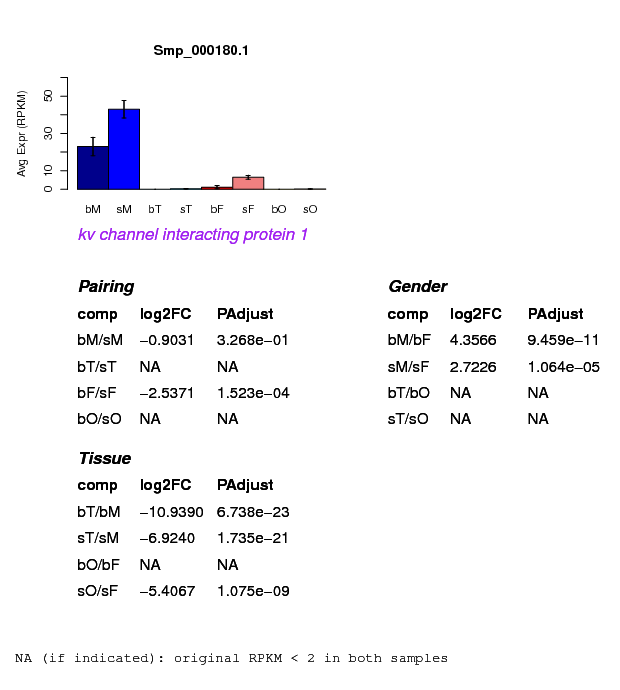 Smp_000180.1
Avg Expr (RPKM)
50
30
10
0
bM sM bT sT bF sF bO sO
kv channel interacting protein 1
Pairing
comp log2FC PAdjust
bM/sM −0.9031 3.268e−01
bT/sT NA NA
bF/sF −2.5371 1.523e−04
bO/sO NA NA
Gender
comp log2FC PAdjust
bM/bF 4.3566 9.459e−11
sM/sF 2.7226 1.064e−05
bT/bO NA NA
sT/sO NA NA
Tissue
comp log2FC PAdjust
bT/bM −10.9390 6.738e−23
sT/sM −6.9240 1.735e−21
bO/bF NA NA
sO/sF −5.4067 1.075e−09
NA (if indicated): original RPKM < 2 in both samples